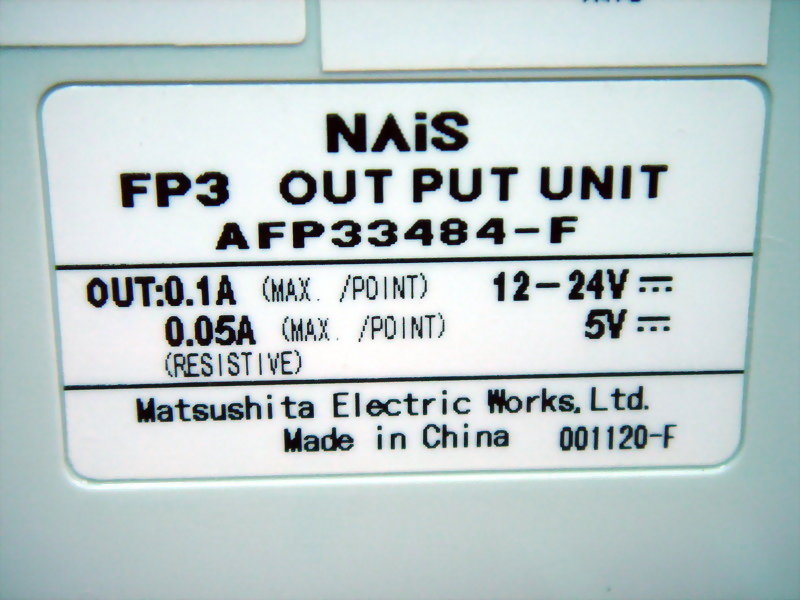 NAiS
FP3 OUT PUT UNIT
AFP33484-F
OUT:0.1A (MAX. /POINT) 12-24V ⎓
0.05A (MAX. /POINT) 5V ⎓
(RESISTIVE)
Matsushita Electric Works, Ltd.
Made in China 001120-F